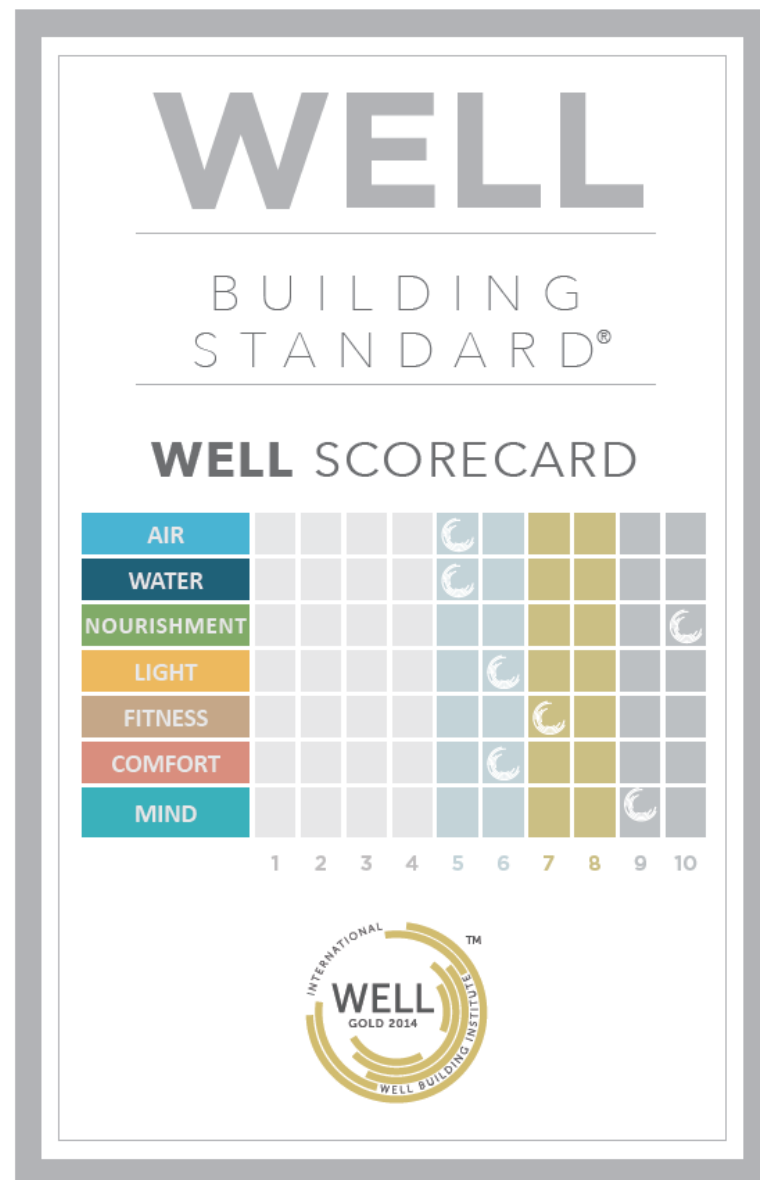 WELL
BUILDING
STANDARD®
WELL SCORECARD
AIR
WATER
NOURISHMENT
LIGHT
FITNESS
COMFORT
MIND
1 2 3 4 5 6 7 8 9 10
INTERNATIONAL
TM
WELL
GOLD 2014
WELL BUILDING INSTITUTE